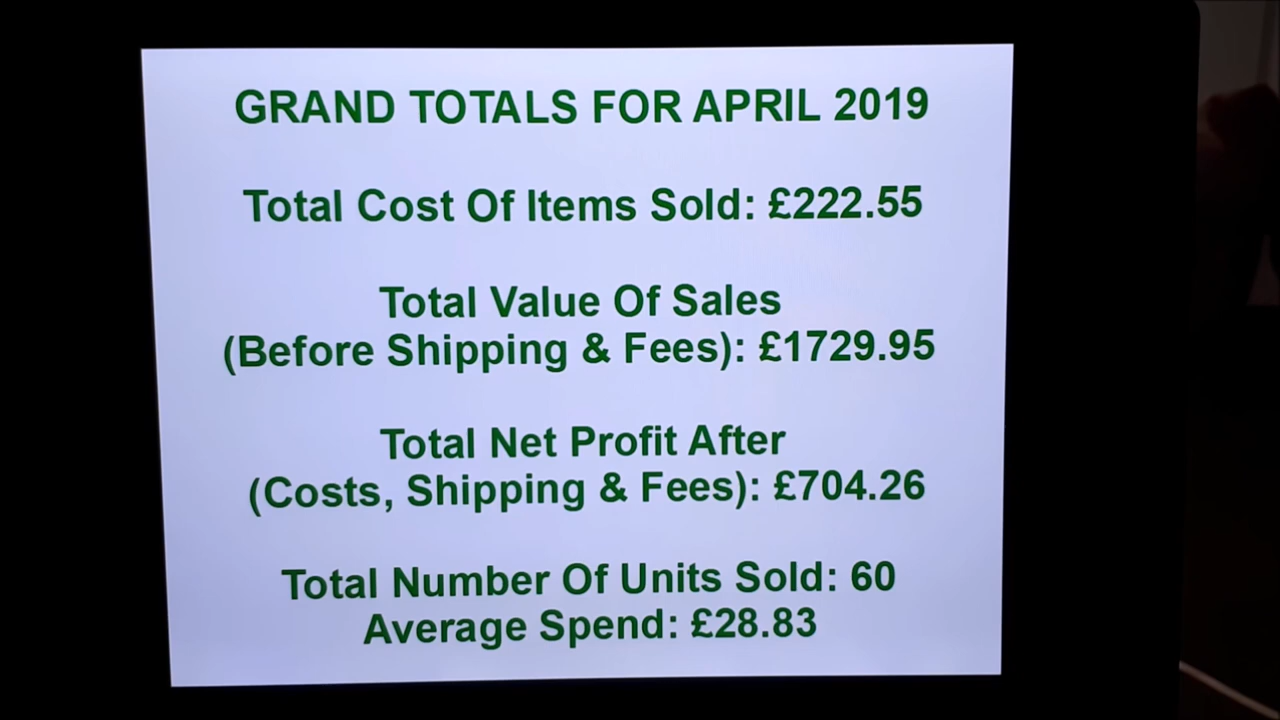 GRAND TOTALS FOR APRIL 2019
Total Cost Of Items Sold: £222.55
Total Value Of Sales
(Before Shipping & Fees): £1729.95
Total Net Profit After
(Costs, Shipping & Fees): £704.26
Total Number Of Units Sold: 60
Average Spend: £28.83